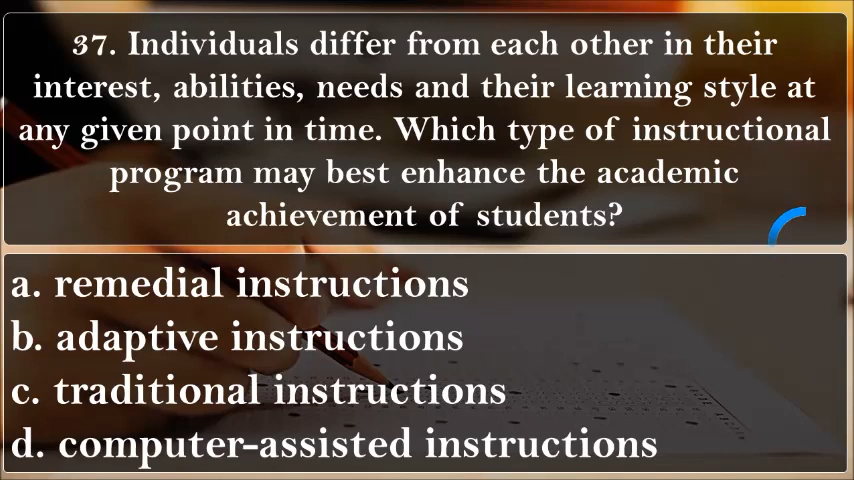 37. Individuals differ from each other in their
interest, abilities, needs and their learning style at
any given point in time. Which type of instructional
program may best enhance the academic
achievement of students?
a. remedial instructions
b. adaptive instructions
c. traditional instructions
d. computer-assisted instructions